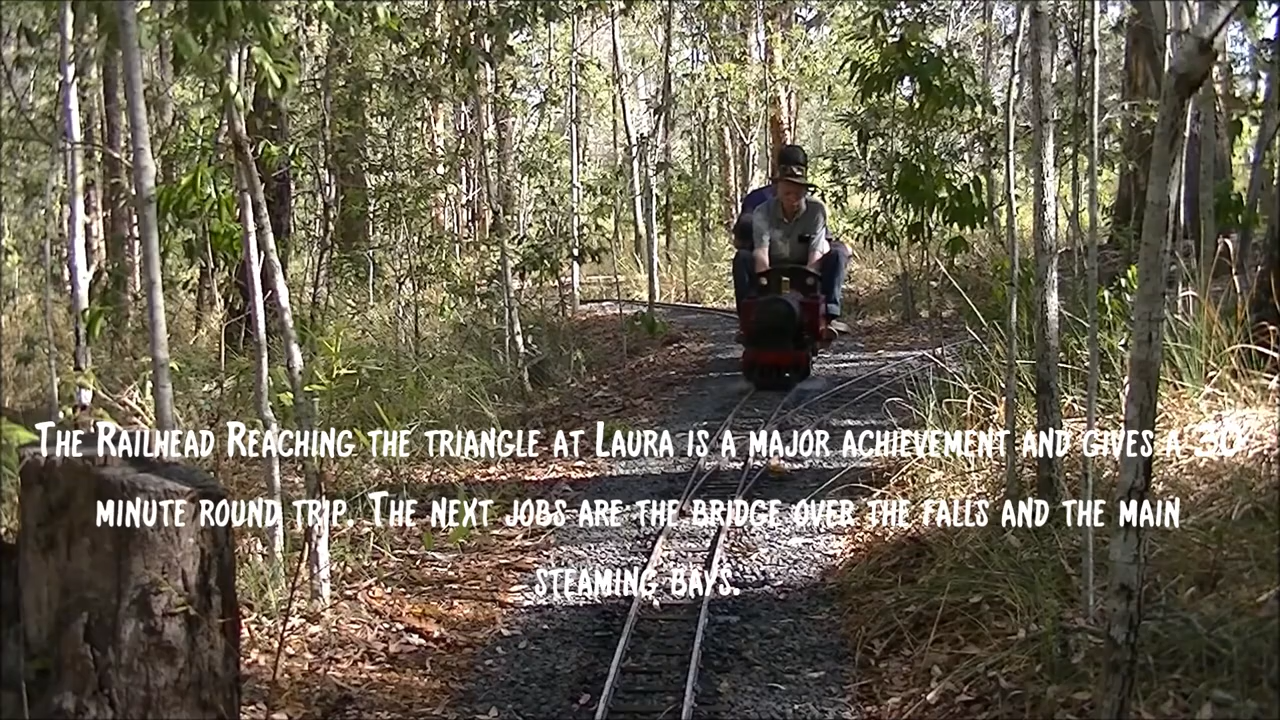 The Railhead Reaching the triangle at Laura is a major achievement and gives a 30
minute round trip. The next jobs are the bridge over the falls and the main
steaming bays.